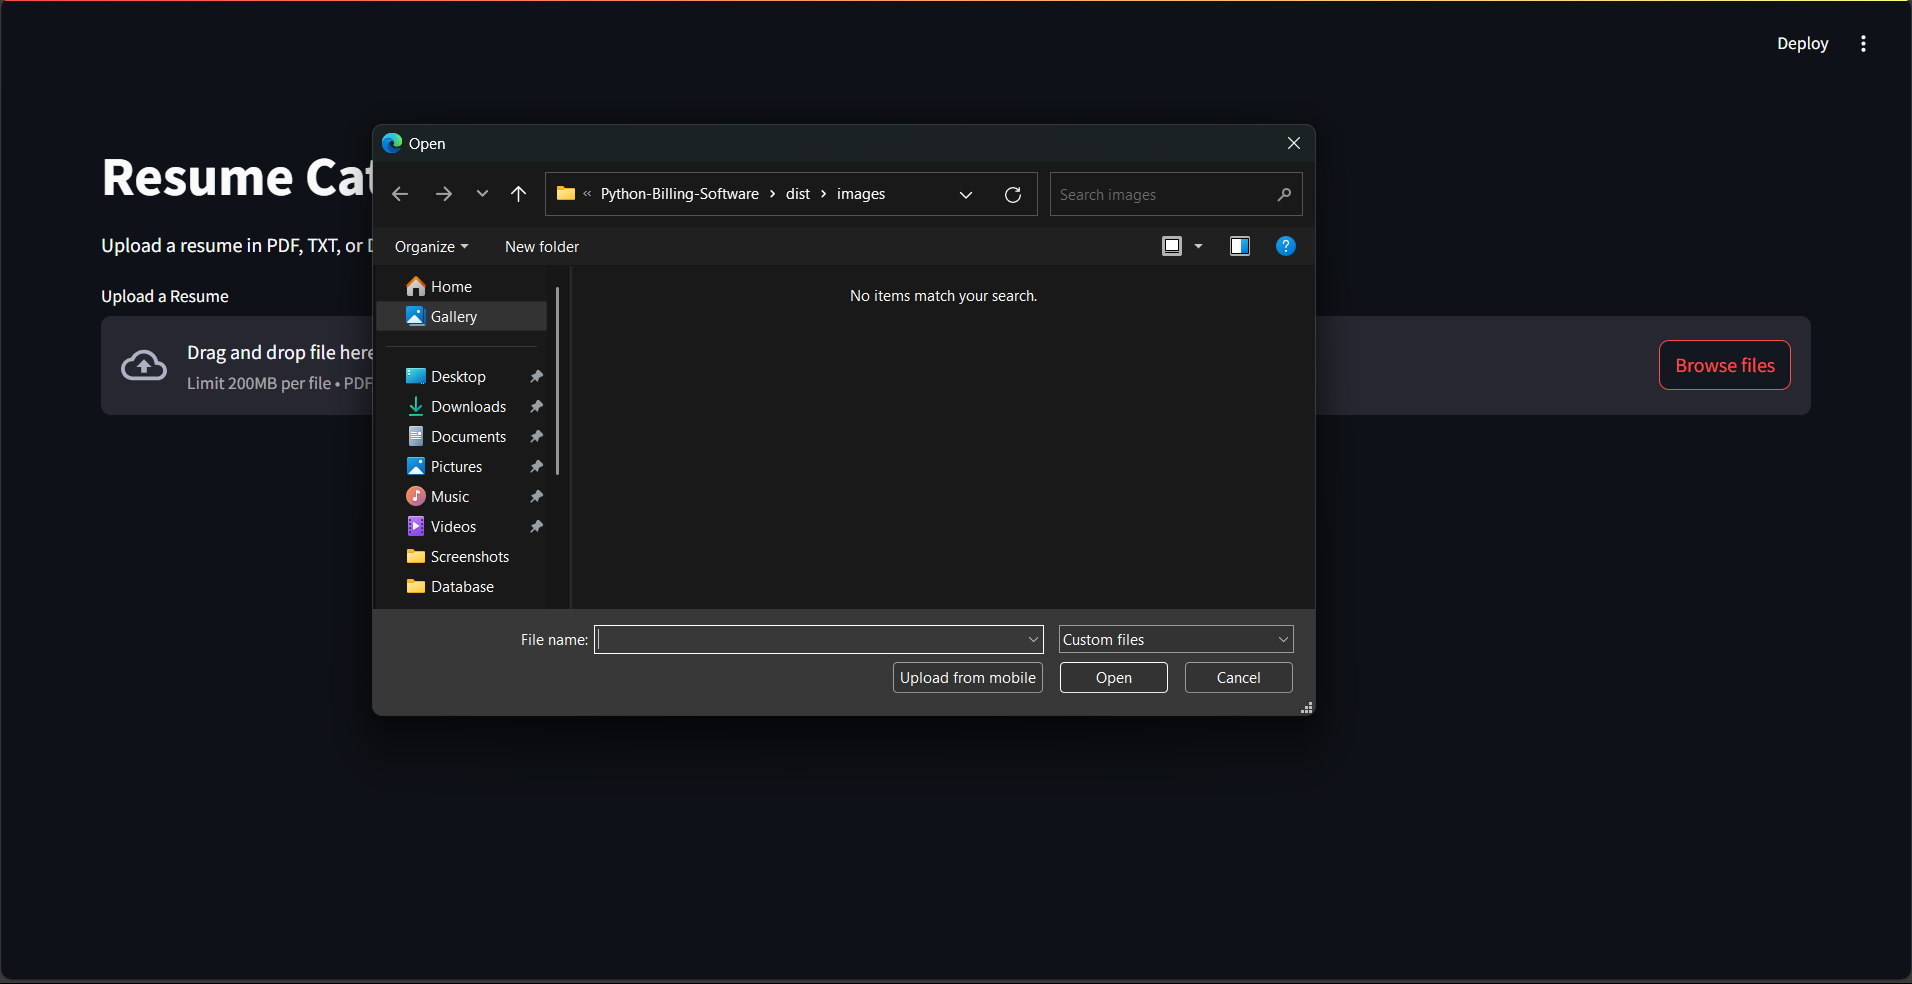 Deploy
Open
Resume Cat
Python-Billing-Software dist images
Search images
Upload a resume in PDF, TXT, or D
Organize
New folder
?
Upload a Resume
Home
Gallery
No items match your search.
Drag and drop file here
Limit 200MB per file • PDF
Browse files
Desktop
Downloads
Documents
Pictures
Music
Videos
Screenshots
Database
File name:
Custom files
Upload from mobile
Open
Cancel